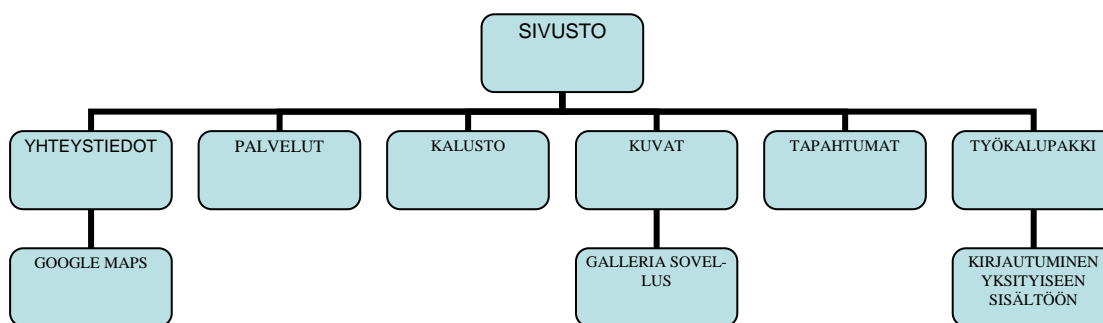 SIVUSTO
YHTEYSTIEDOT
PALVELUT
KALUSTO
KUVAT
TAPAHTUMAT
TYÖKALUPAKKI
GOOGLE MAPS
GALLERIA SOVEL-
LUS
KIRJAUTUMINEN
YKSITYISEEN
SISÄLTÖÖN